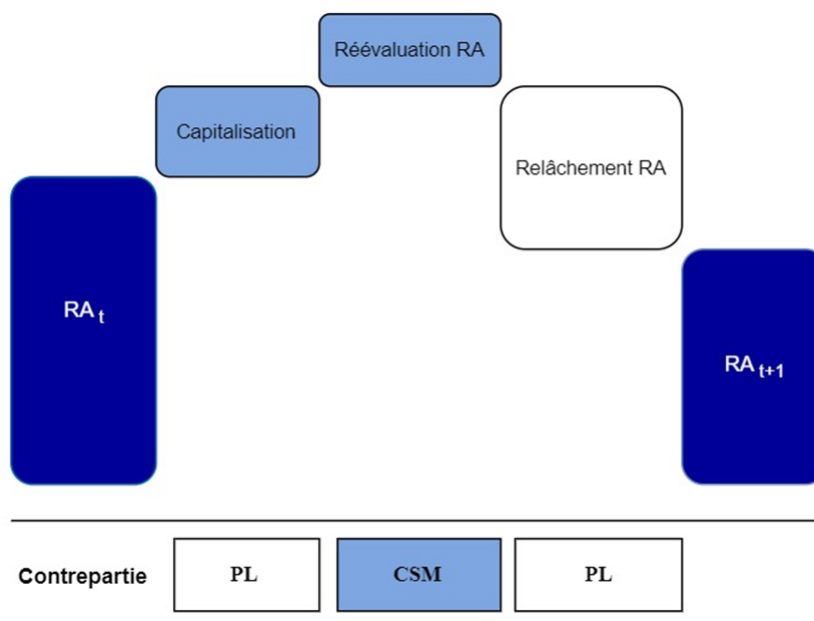 Réévaluation RA
Capitalisation
Relâchement RA
RA t
RA t+1
Contrepartie
PL
CSM
PL